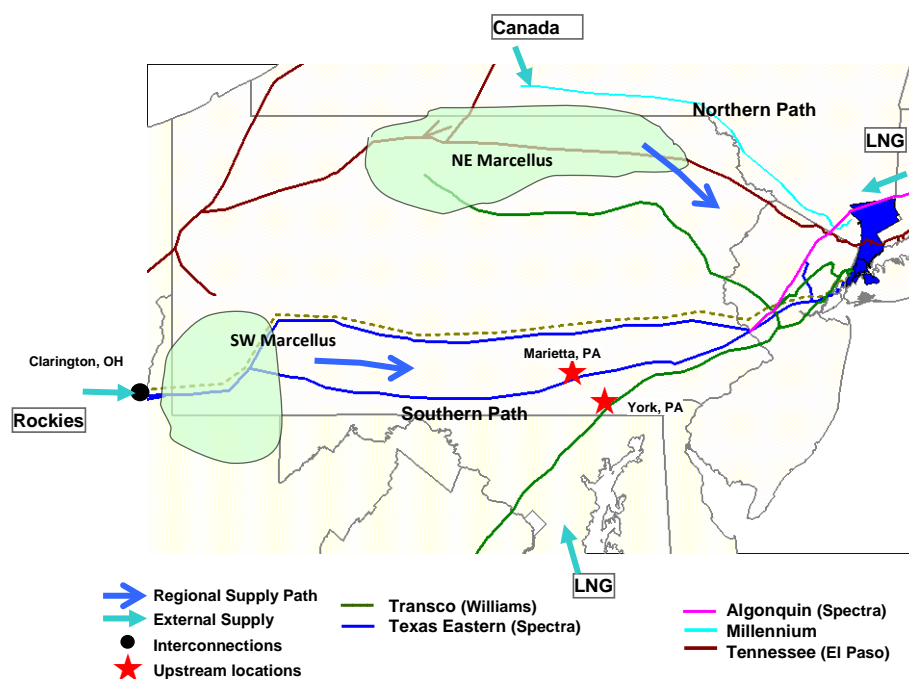 Canada
Northern Path
LNG
NE Marcellus
SW Marcellus
Clarington, OH
Marietta, PA
Rockies
Southern Path
York, PA
LNG
Regional Supply Path
External Supply
Interconnections
Upstream locations
Transco (Williams)
Texas Eastern (Spectra)
Algonquin (Spectra)
Millennium
Tennessee (El Paso)